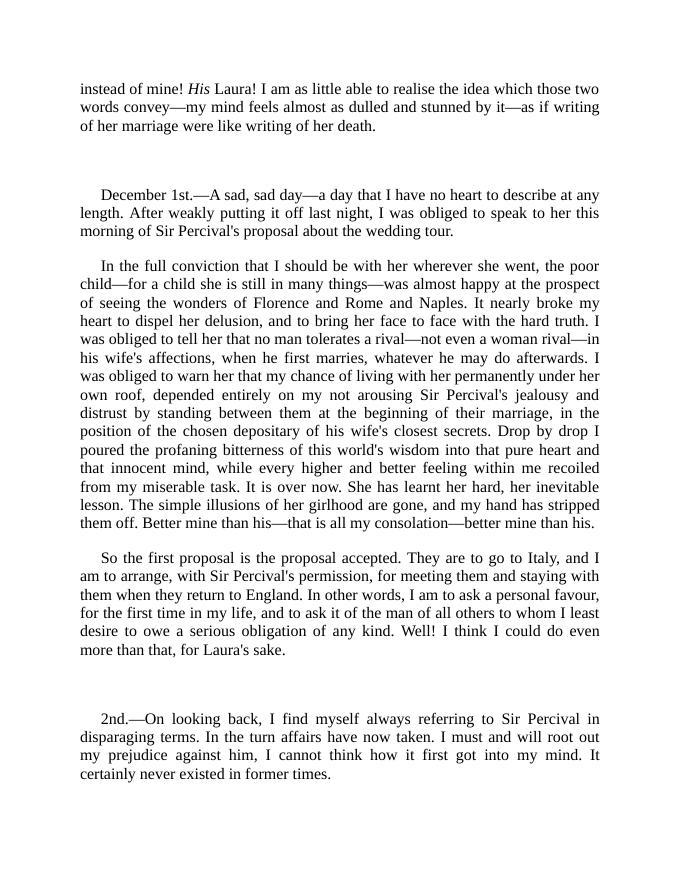 instead of mine! His Laura! I am as little able to realise the idea which those two
words convey—my mind feels almost as dulled and stunned by it—as if writing
of her marriage were like writing of her death.
December 1st.—A sad, sad day—a day that I have no heart to describe at any
length. After weakly putting it off last night, I was obliged to speak to her this
morning of Sir Percival's proposal about the wedding tour.
In the full conviction that I should be with her wherever she went, the poor
child—for a child she is still in many things—was almost happy at the prospect
of seeing the wonders of Florence and Rome and Naples. It nearly broke my
heart to dispel her delusion, and to bring her face to face with the hard truth. I
was obliged to tell her that no man tolerates a rival—not even a woman rival—in
his wife's affections, when he first marries, whatever he may do afterwards. I
was obliged to warn her that my chance of living with her permanently under her
own roof, depended entirely on my not arousing Sir Percival's jealousy and
distrust by standing between them at the beginning of their marriage, in the
position of the chosen depositary of his wife's closest secrets. Drop by drop I
poured the profaning bitterness of this world's wisdom into that pure heart and
that innocent mind, while every higher and better feeling within me recoiled
from my miserable task. It is over now. She has learnt her hard, her inevitable
lesson. The simple illusions of her girlhood are gone, and my hand has stripped
them off. Better mine than his—that is all my consolation—better mine than his.
So the first proposal is the proposal accepted. They are to go to Italy, and I
am to arrange, with Sir Percival's permission, for meeting them and staying with
them when they return to England. In other words, I am to ask a personal favour,
for the first time in my life, and to ask it of the man of all others to whom I least
desire to owe a serious obligation of any kind. Well! I think I could do even
more than that, for Laura's sake.
2nd.—On looking back, I find myself always referring to Sir Percival in
disparaging terms. In the turn affairs have now taken. I must and will root out
my prejudice against him, I cannot think how it first got into my mind. It
certainly never existed in former times.